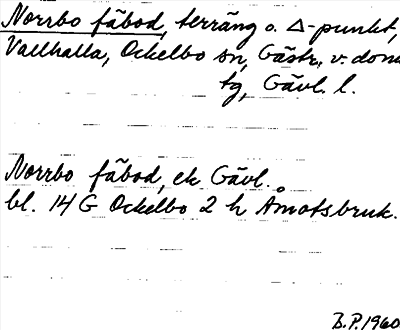 Norrbo fäbod, terräng o. Δ-punkt,
Vallhalla, Ockelbo sn, Gästr. v. doms
tg, Gävl. l.
Norrbo fäbod, ek. Gävl.
bl. 14 G Ockelbo 2 h Åmotsbruk.
B.P. 1960